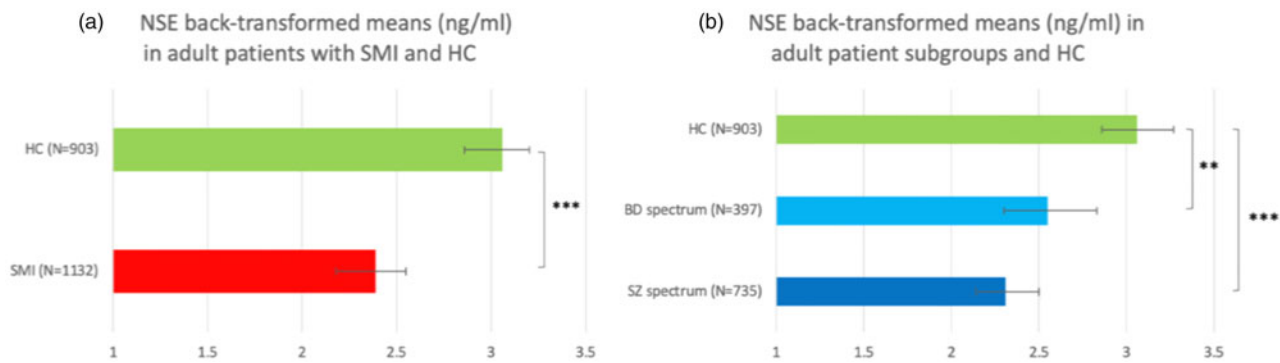 (a)
NSE back-transformed means (ng/ml)
in adult patients with SMI and HC
HC (N=903)
SMI (N=1132)
***
1 1.5 2 2.5 3 3.5
(b)
NSE back-transformed means (ng/ml) in
adult patient subgroups and HC
HC (N=903)
BD spectrum (N=397)
SZ spectrum (N=735)
**
***
1 1.5 2 2.5 3 3.5